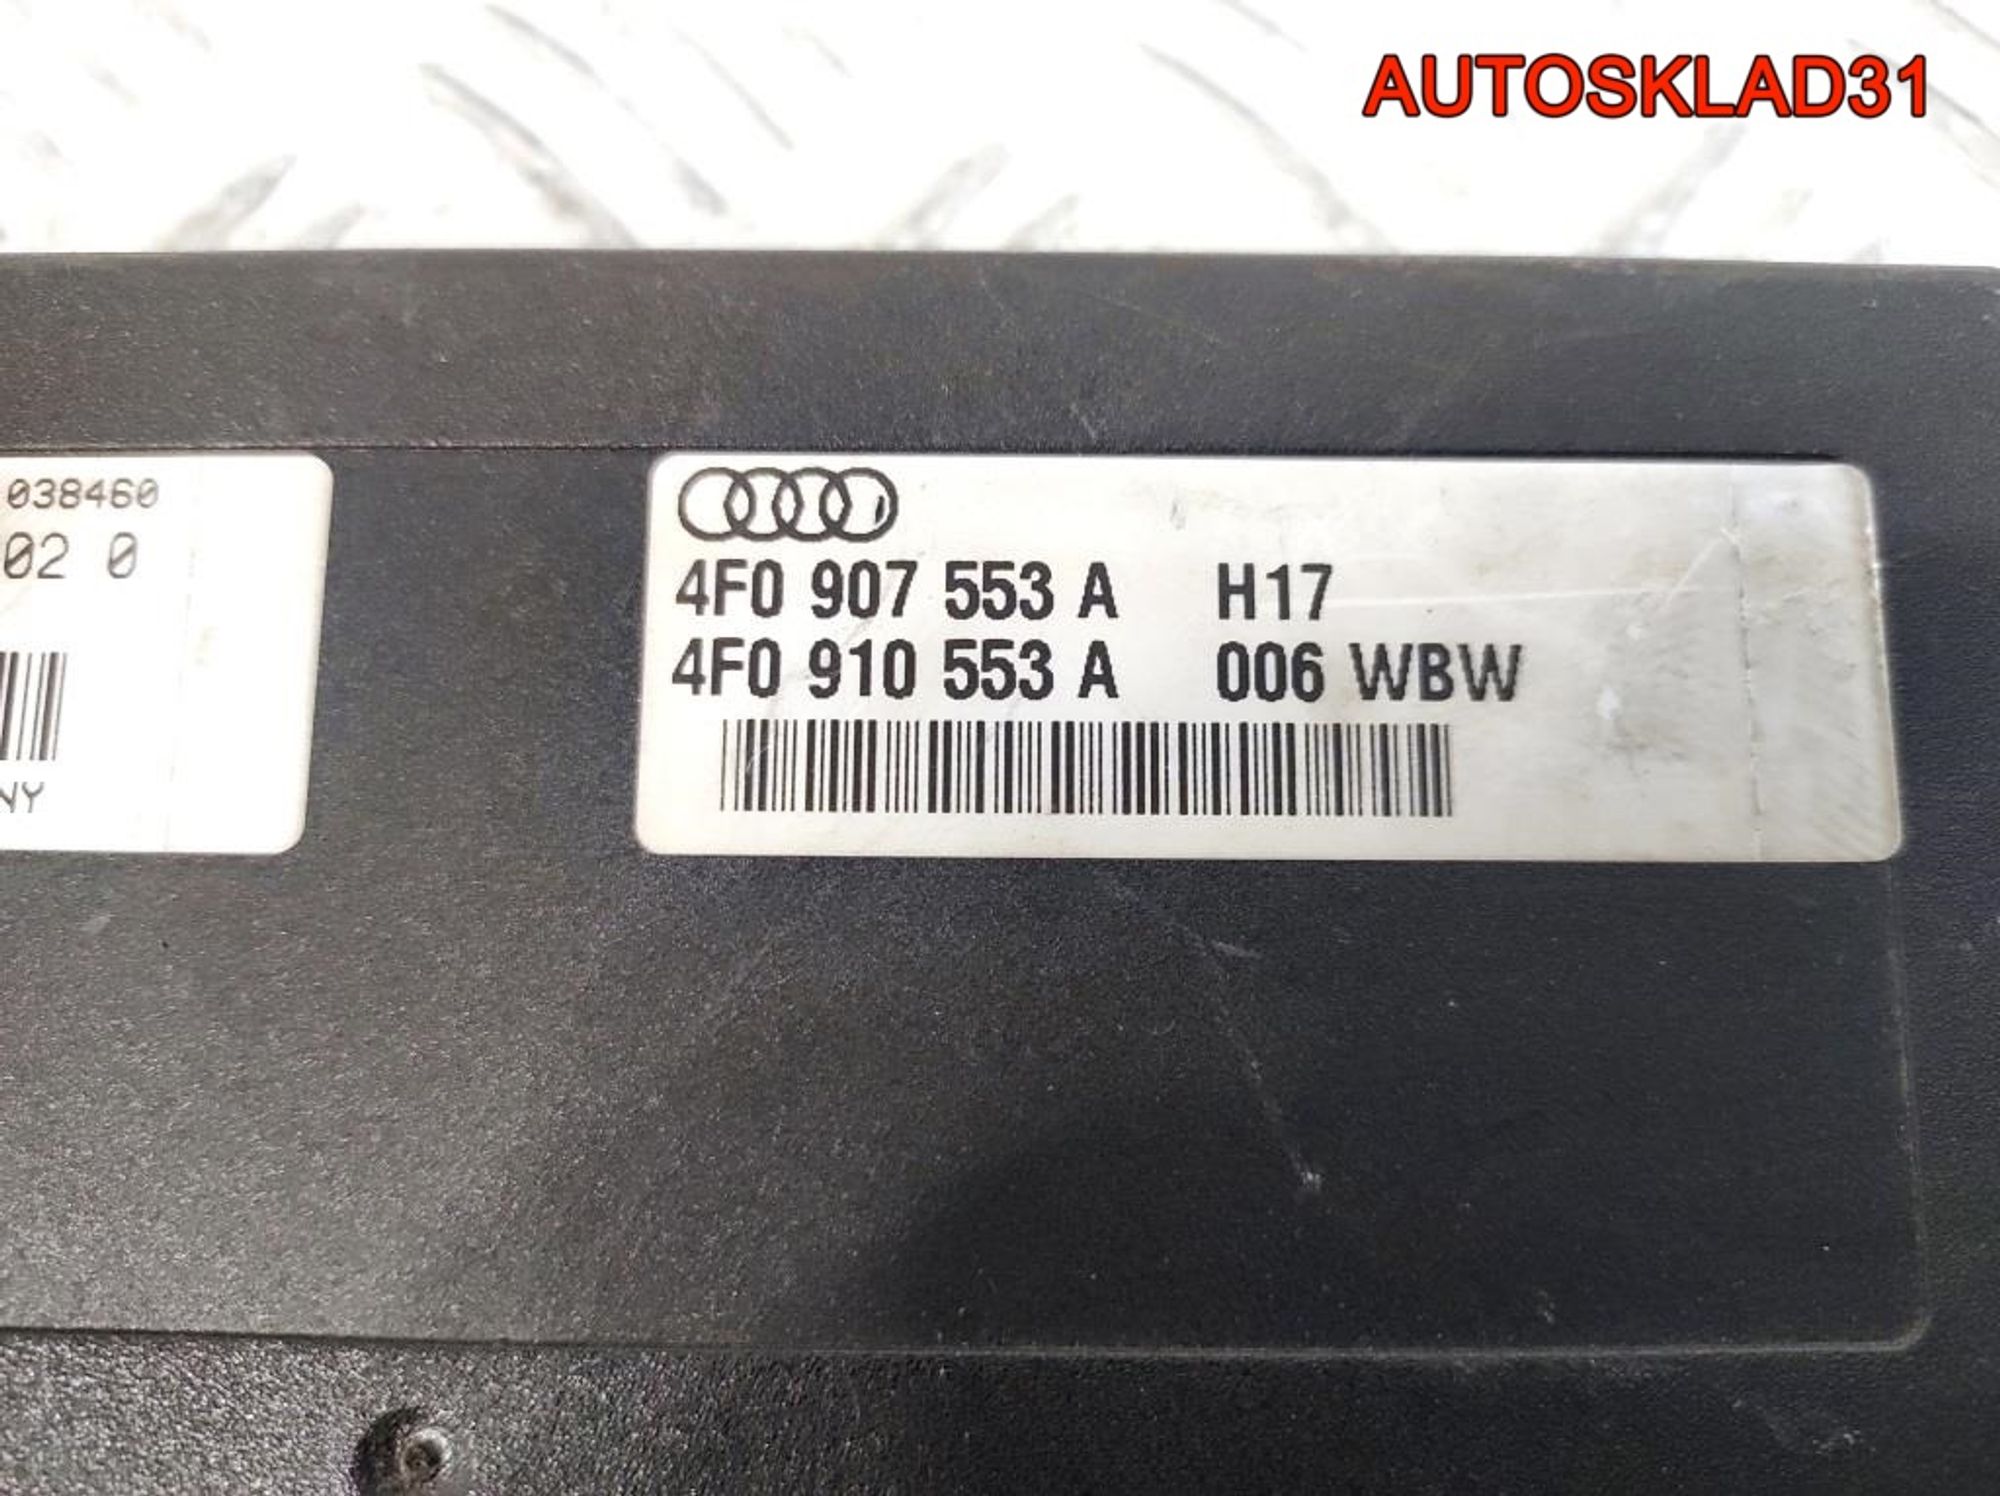 AUTOSKLAD31
038460
02 0
NY
4F0 907 553 A H17
4F0 910 553 A 006 WBW